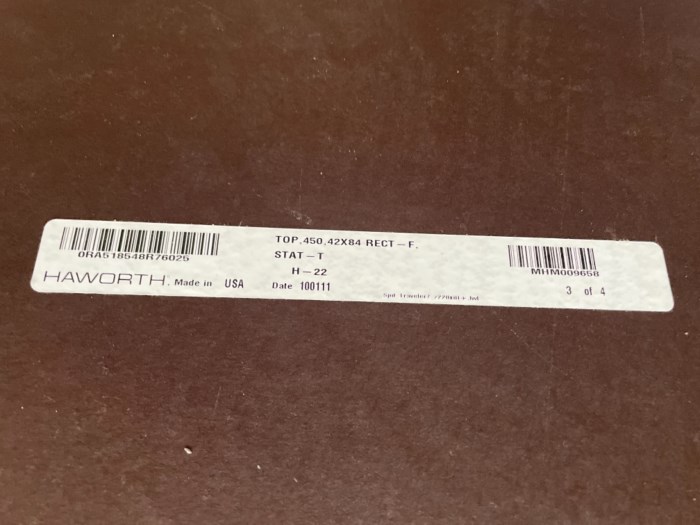 0RA518548R76025
HAWORTH. Made in USA
TOP,450,42X84 RECT-F,
STAT-T
H-22
Date 100111
MHM009658
3 of 4